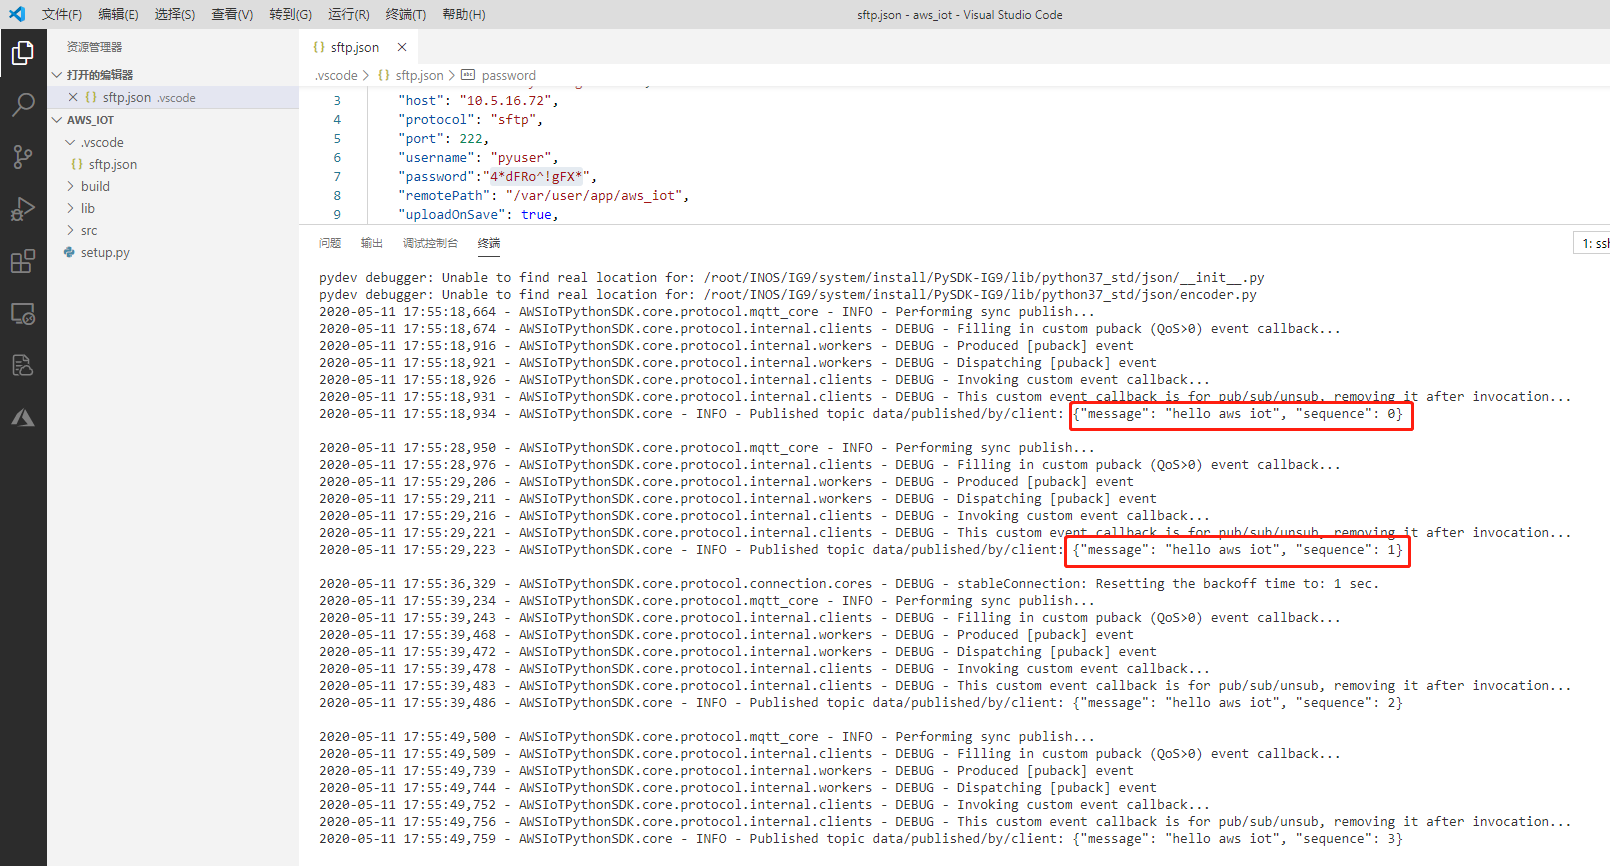 文件(F) 编辑(E) 选择(S) 查看(V) 转到(G) 运行(R) 终端(T) 帮助(H) sftp.json - aws_iot - Visual Studio Code
资源管理器
打开的编辑器
sftp.json .vscode
AWS_IOT
.vscode
{} sftp.json
build
lib
src
setup.py
{} sftp.json
.vscode > {} sftp.json > password
3 "host": "10.5.16.72",
4 "protocol": "sftp",
5 "port": 222,
6 "username": "pyuser",
7 "password":"4*dFRo^!gFX*",
8 "remotePath": "/var/user/app/aws_iot",
9 "uploadOnSave": true,
问题 输出 调试控制台 终端 1: ssh
pydev debugger: Unable to find real location for: /root/INOS/IG9/system/install/PySDK-IG9/lib/python37_std/json/__init__.py
pydev debugger: Unable to find real location for: /root/INOS/IG9/system/install/PySDK-IG9/lib/python37_std/json/encoder.py
2020-05-11 17:55:18,664 - AWSIoTPythonSDK.core.protocol.mqtt_core - INFO - Performing sync publish...
2020-05-11 17:55:18,674 - AWSIoTPythonSDK.core.protocol.internal.clients - DEBUG - Filling in custom puback (QoS>0) event callback...
2020-05-11 17:55:18,916 - AWSIoTPythonSDK.core.protocol.internal.workers - DEBUG - Produced [puback] event
2020-05-11 17:55:18,921 - AWSIoTPythonSDK.core.protocol.internal.workers - DEBUG - Dispatching [puback] event
2020-05-11 17:55:18,926 - AWSIoTPythonSDK.core.protocol.internal.clients - DEBUG - Invoking custom event callback...
2020-05-11 17:55:18,931 - AWSIoTPythonSDK.core.protocol.internal.clients - DEBUG - This custom event callback is for pub/sub/unsub, removing it after invocation...
2020-05-11 17:55:18,934 - AWSIoTPythonSDK.core - INFO - Published topic data/published/by/client: {"message": "hello aws iot", "sequence": 0}
2020-05-11 17:55:28,950 - AWSIoTPythonSDK.core.protocol.mqtt_core - INFO - Performing sync publish...
2020-05-11 17:55:28,976 - AWSIoTPythonSDK.core.protocol.internal.clients - DEBUG - Filling in custom puback (QoS>0) event callback...
2020-05-11 17:55:29,206 - AWSIoTPythonSDK.core.protocol.internal.workers - DEBUG - Produced [puback] event
2020-05-11 17:55:29,211 - AWSIoTPythonSDK.core.protocol.internal.workers - DEBUG - Dispatching [puback] event
2020-05-11 17:55:29,216 - AWSIoTPythonSDK.core.protocol.internal.clients - DEBUG - Invoking custom event callback...
2020-05-11 17:55:29,221 - AWSIoTPythonSDK.core.protocol.internal.clients - DEBUG - This custom event callback is for pub/sub/unsub, removing it after invocation...
2020-05-11 17:55:29,223 - AWSIoTPythonSDK.core - INFO - Published topic data/published/by/client: {"message": "hello aws iot", "sequence": 1}
2020-05-11 17:55:36,329 - AWSIoTPythonSDK.core.protocol.connection.cores - DEBUG - stableConnection: Resetting the backoff time to: 1 sec.
2020-05-11 17:55:39,234 - AWSIoTPythonSDK.core.protocol.mqtt_core - INFO - Performing sync publish...
2020-05-11 17:55:39,243 - AWSIoTPythonSDK.core.protocol.internal.clients - DEBUG - Filling in custom puback (QoS>0) event callback...
2020-05-11 17:55:39,468 - AWSIoTPythonSDK.core.protocol.internal.workers - DEBUG - Produced [puback] event
2020-05-11 17:55:39,472 - AWSIoTPythonSDK.core.protocol.internal.workers - DEBUG - Dispatching [puback] event
2020-05-11 17:55:39,478 - AWSIoTPythonSDK.core.protocol.internal.clients - DEBUG - Invoking custom event callback...
2020-05-11 17:55:39,483 - AWSIoTPythonSDK.core.protocol.internal.clients - DEBUG - This custom event callback is for pub/sub/unsub, removing it after invocation...
2020-05-11 17:55:39,486 - AWSIoTPythonSDK.core - INFO - Published topic data/published/by/client: {"message": "hello aws iot", "sequence": 2}
2020-05-11 17:55:49,500 - AWSIoTPythonSDK.core.protocol.mqtt_core - INFO - Performing sync publish...
2020-05-11 17:55:49,509 - AWSIoTPythonSDK.core.protocol.internal.clients - DEBUG - Filling in custom puback (QoS>0) event callback...
2020-05-11 17:55:49,739 - AWSIoTPythonSDK.core.protocol.internal.workers - DEBUG - Produced [puback] event
2020-05-11 17:55:49,744 - AWSIoTPythonSDK.core.protocol.internal.workers - DEBUG - Dispatching [puback] event
2020-05-11 17:55:49,752 - AWSIoTPythonSDK.core.protocol.internal.clients - DEBUG - Invoking custom event callback...
2020-05-11 17:55:49,756 - AWSIoTPythonSDK.core.protocol.internal.clients - DEBUG - This custom event callback is for pub/sub/unsub, removing it after invocation...
2020-05-11 17:55:49,759 - AWSIoTPythonSDK.core - INFO - Published topic data/published/by/client: {"message": "hello aws iot", "sequence": 3}